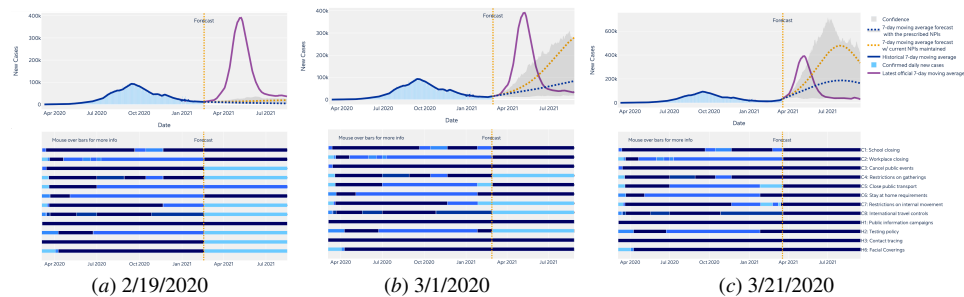 400k
300k
200k
100k
0
New Cases
Forecast
Apr 2020
Jul 2020
Oct 2020
Jan 2021
Apr 2021
Jul 2021
Date
Mouse over bars for more info
Forecast
Apr 2020
Jul 2020
Oct 2020
Jan 2021
Apr 2021
Jul 2021
(a) 2/19/2020
400k
300k
200k
100k
0
New Cases
Forecast
Apr 2020
Jul 2020
Oct 2020
Jan 2021
Apr 2021
Jul 2021
Date
Mouse over bars for more info
Forecast
Apr 2020
Jul 2020
Oct 2020
Jan 2021
Apr 2021
Jul 2021
(b) 3/1/2020
600k
400k
200k
0
New Cases
Forecast
Apr 2020
Jul 2020
Oct 2020
Jan 2021
Apr 2021
Jul 2021
Date
Confidence
7-day moving average forecast
with the prescribed NPIs
7-day moving average forecast
w/ current NPIs maintained
Historical 7-day moving average
Confirmed daily new cases
Latest official 7-day moving average
Mouse over bars for more info
Forecast
C1: School closing
C2: Workplace closing
C3: Cancel public events
C4: Restrictions on gatherings
C5: Close public transport
C6: Stay at home requirements
C7: Restrictions on internal movement
C8: International travel controls
H1: Public information campaigns
H2: Testing policy
H3: Contact tracing
H6: Facial Coverings
Apr 2020
Jul 2020
Oct 2020
Jan 2021
Apr 2021
Jul 2021
(c) 3/21/2020